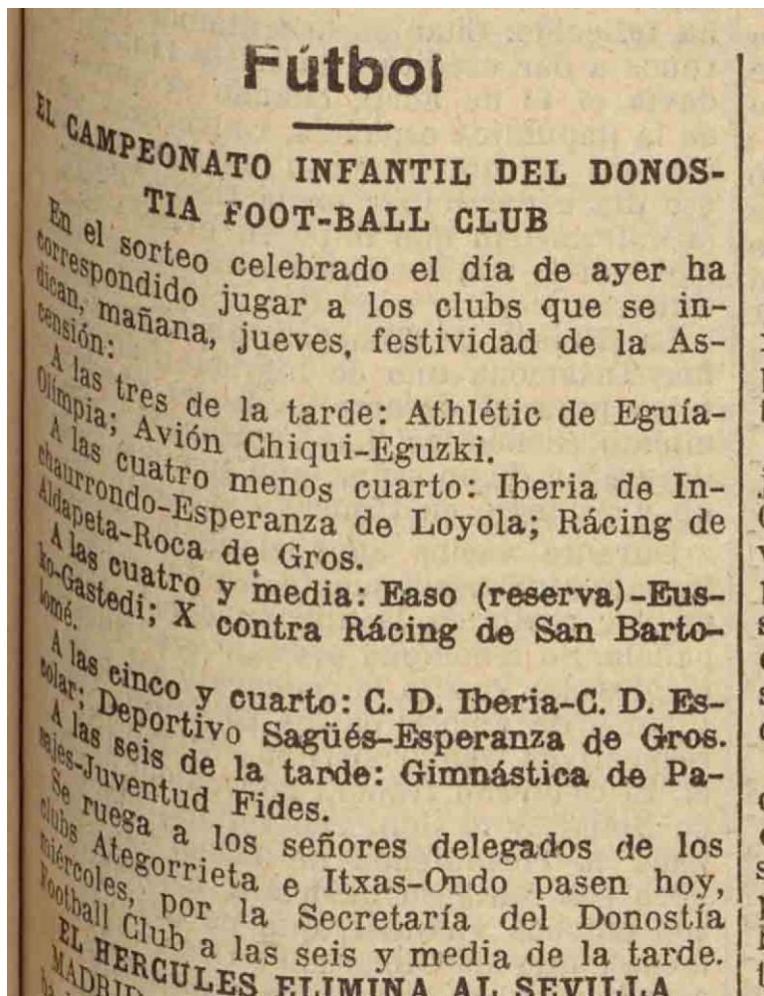 Fútbol
EL CAMPEONATO INFANTIL DEL DONOS-
TIA FOOT-BALL CLUB
En el sorteo celebrado el día de ayer ha
correspondido jugar a los clubs que se in-
dican, mañana, jueves, festividad de la As-
censión:
A las tres de la tarde: Athlétic de Eguía-
Olímpia; Avión Chiqui-Eguzki.
A las cuatro menos cuarto: Iberia de In-
chaurrondo-Esperanza de Loyola; Rácing de
Aldapeta-Roca de Gros.
A las cuatro y media: Easo (reserva)-Eus-
ko-Gastedi; X contra Rácing de San Barto-
lomé.
A las cinco y cuarto: C. D. Iberia-C. D. Es-
colar; Deportivo Sagüés-Esperanza de Gros.
A las seis de la tarde: Gimnástica de Pa-
sajes-Juventud Fides.
Se ruega a los señores delegados de los
clubs Ategorrieta e Itxas-Ondo pasen hoy,
miércoles, por la Secretaría del Donostía
Football Club a las seis y media de la tarde.
EL HERCULES ELIMINA AL SEVILLA
MADRID